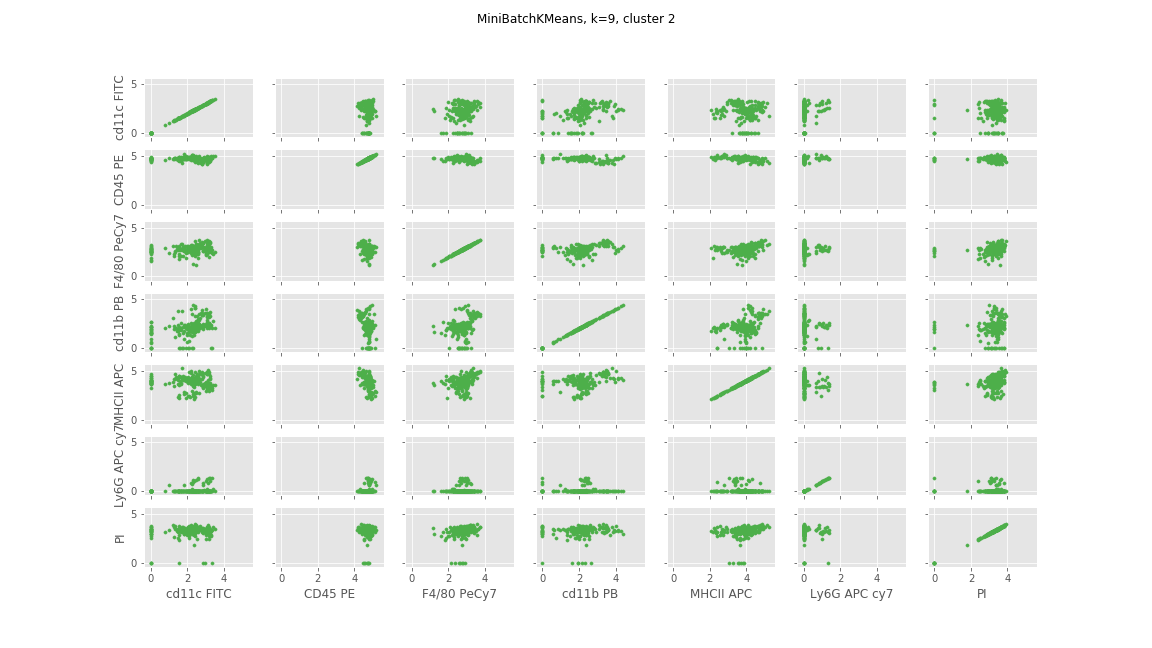 MiniBatchKMeans, k=9, cluster 2
cd11c FITC
5
0
CD45 PE
5
0
F4/80 PeCy7
5
0
cd11b PB
5
0
MHCII APC
5
0
Ly6G APC cy7
5
0
PI
5
0
0 2 4 0 2 4 0 2 4 0 2 4 0 2 4 0 2 4 0 2 4
cd11c FITC CD45 PE F4/80 PeCy7 cd11b PB MHCII APC Ly6G APC cy7 PI